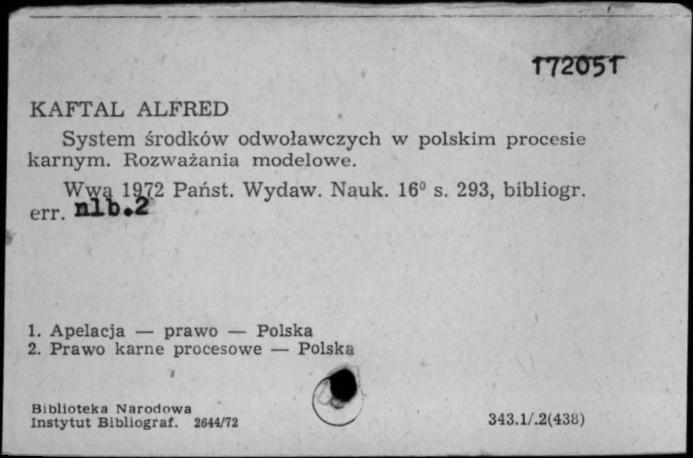 172051
KAFTAL ALFRED
System środków odwoławczych w polskim procesie
karnym. Rozważania modelowe.
Wwa 1972 Państ. Wydaw. Nauk. 16⁰ s. 293, bibliogr.
err. nlb.2
1. Apelacja — prawo — Polska
2. Prawo karne procesowe — Polska
Biblioteka Narodowa
Instytut Bibliograf. 2644/72
343.1/.2(438)